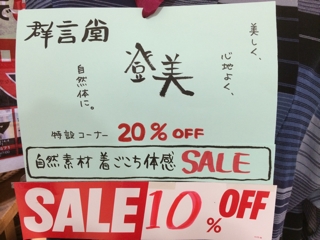 群言堂
登美
美しく、
心地よく、
自然体に。
特設コーナー 20%OFF
自然素材 着ごこち体感 SALE
SALE 10% OFF